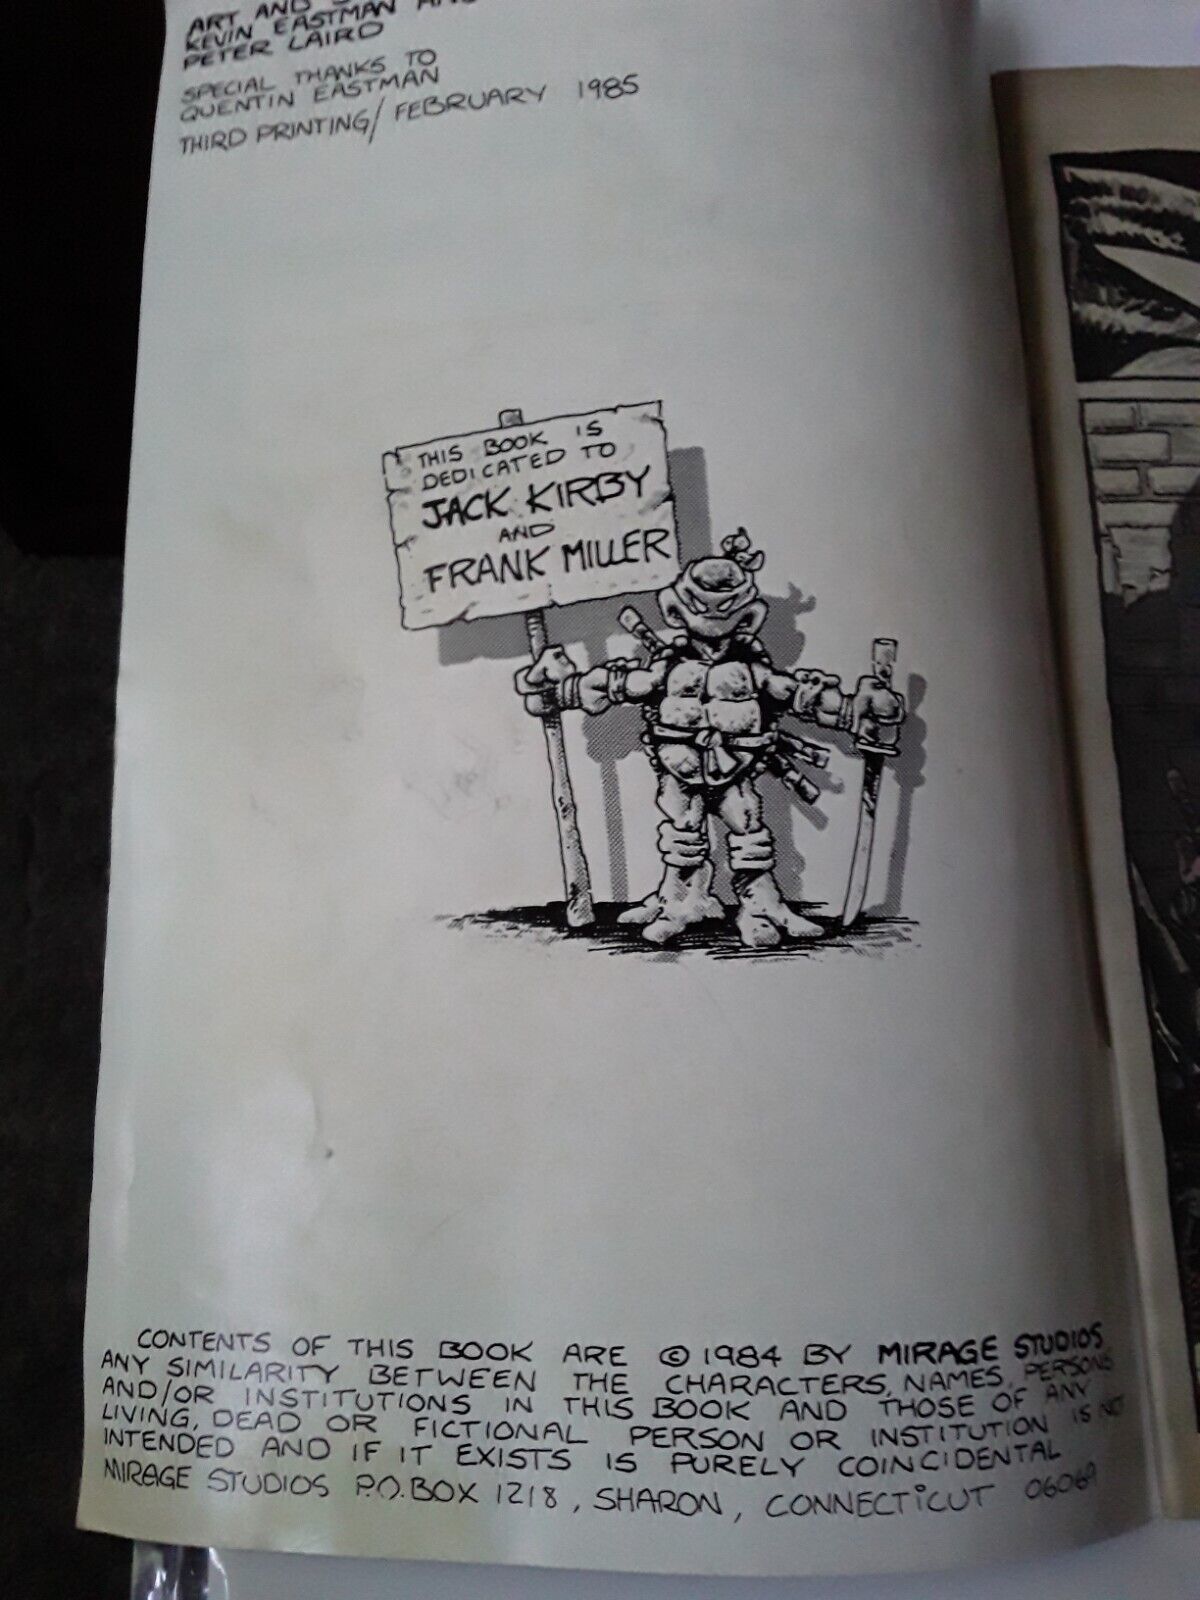 ART AND
KEVIN EASTMAN AND
PETER LAIRD
SPECIAL THANKS TO
QUENTIN EASTMAN
THIRD PRINTING/FEBRUARY 1985
THIS BOOK IS
DEDICATED TO
JACK KIRBY
AND
FRANK MILLER
CONTENTS OF THIS BOOK ARE © 1984 BY MIRAGE STUDIOS
ANY SIMILARITY BETWEEN THE CHARACTERS, NAMES, PERSONS
AND/OR INSTITUTIONS IN THIS BOOK AND THOSE OF ANY
LIVING, DEAD OR FICTIONAL PERSON OR INSTITUTION IS NOT
INTENDED AND IF IT EXISTS IS PURELY COINCIDENTAL
MIRAGE STUDIOS P.O. BOX 1218, SHARON, CONNECTICUT 06069